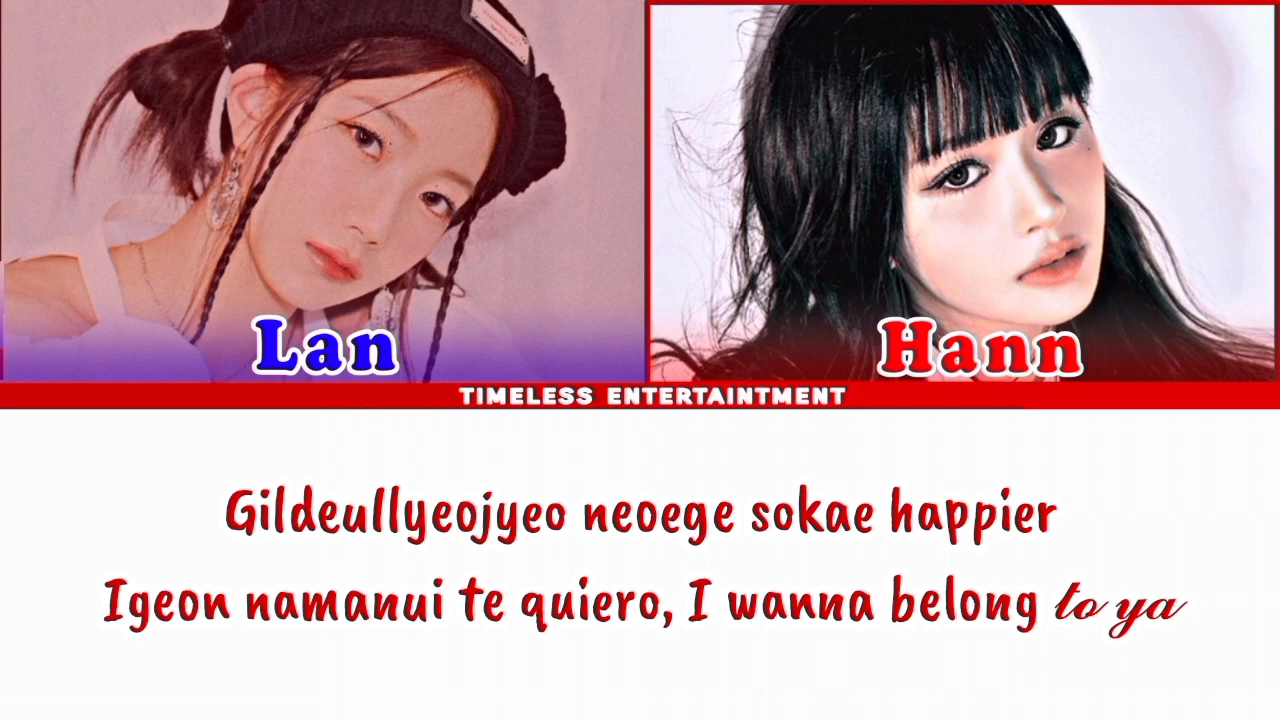 Lan
Hann
TIMELESS ENTERTAINTMENT
Gildeullyeojyeo neoege sokae happier
Igeon namanui te quiero, I wanna belong to ya